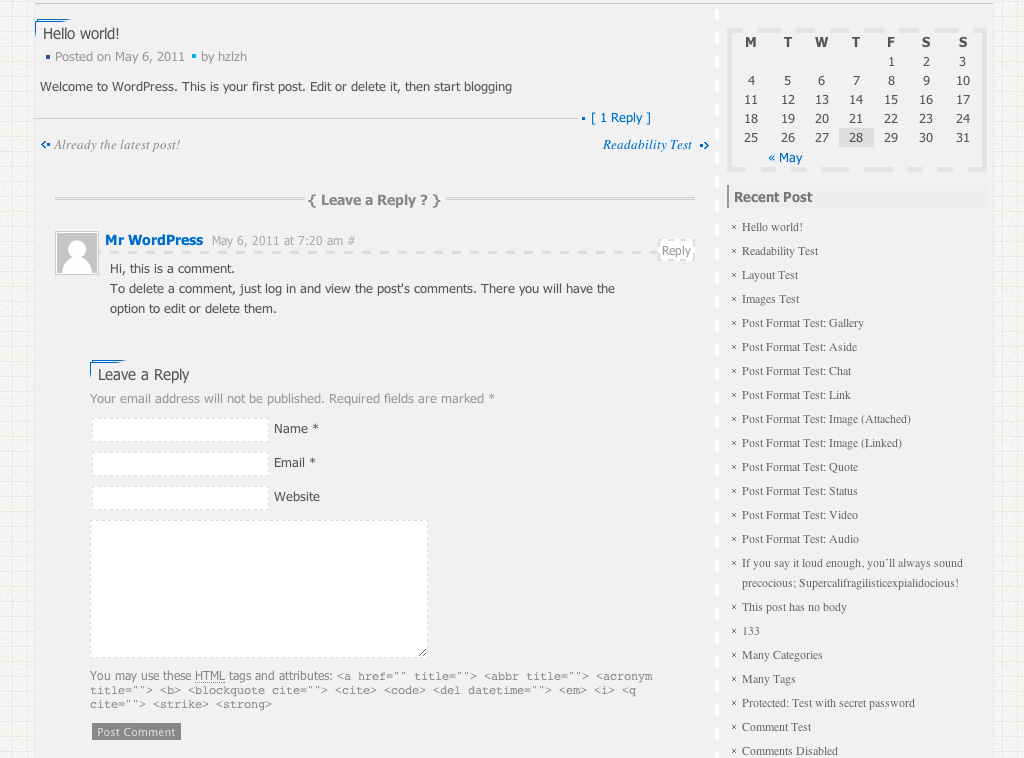 Hello world!
Posted on May 6, 2011 by hzlzh
Welcome to WordPress. This is your first post. Edit or delete it, then start blogging
[ 1 Reply ]
Already the latest post! Readability Test
{ Leave a Reply ? }
Mr WordPress May 6, 2011 at 7:20 am #
Reply
Hi, this is a comment.
To delete a comment, just log in and view the post's comments. There you will have the
option to edit or delete them.
Leave a Reply
Your email address will not be published. Required fields are marked *
Name *
Email *
Website
You may use these HTML tags and attributes: <a href="" title=""> <abbr title=""> <acronym
title=""> <b> <blockquote cite=""> <cite> <code> <del datetime=""> <em> <i> <q
cite=""> <strike> <strong>
Post Comment
M T W T F S S
1 2 3
4 5 6 7 8 9 10
11 12 13 14 15 16 17
18 19 20 21 22 23 24
25 26 27 28 29 30 31
« May
Recent Post
Hello world!
Readability Test
Layout Test
Images Test
Post Format Test: Gallery
Post Format Test: Aside
Post Format Test: Chat
Post Format Test: Link
Post Format Test: Image (Attached)
Post Format Test: Image (Linked)
Post Format Test: Quote
Post Format Test: Status
Post Format Test: Video
Post Format Test: Audio
If you say it loud enough, you’ll always sound
precocious; Supercalifragilisticexpialidocious!
This post has no body
133
Many Categories
Many Tags
Protected: Test with secret password
Comment Test
Comments Disabled